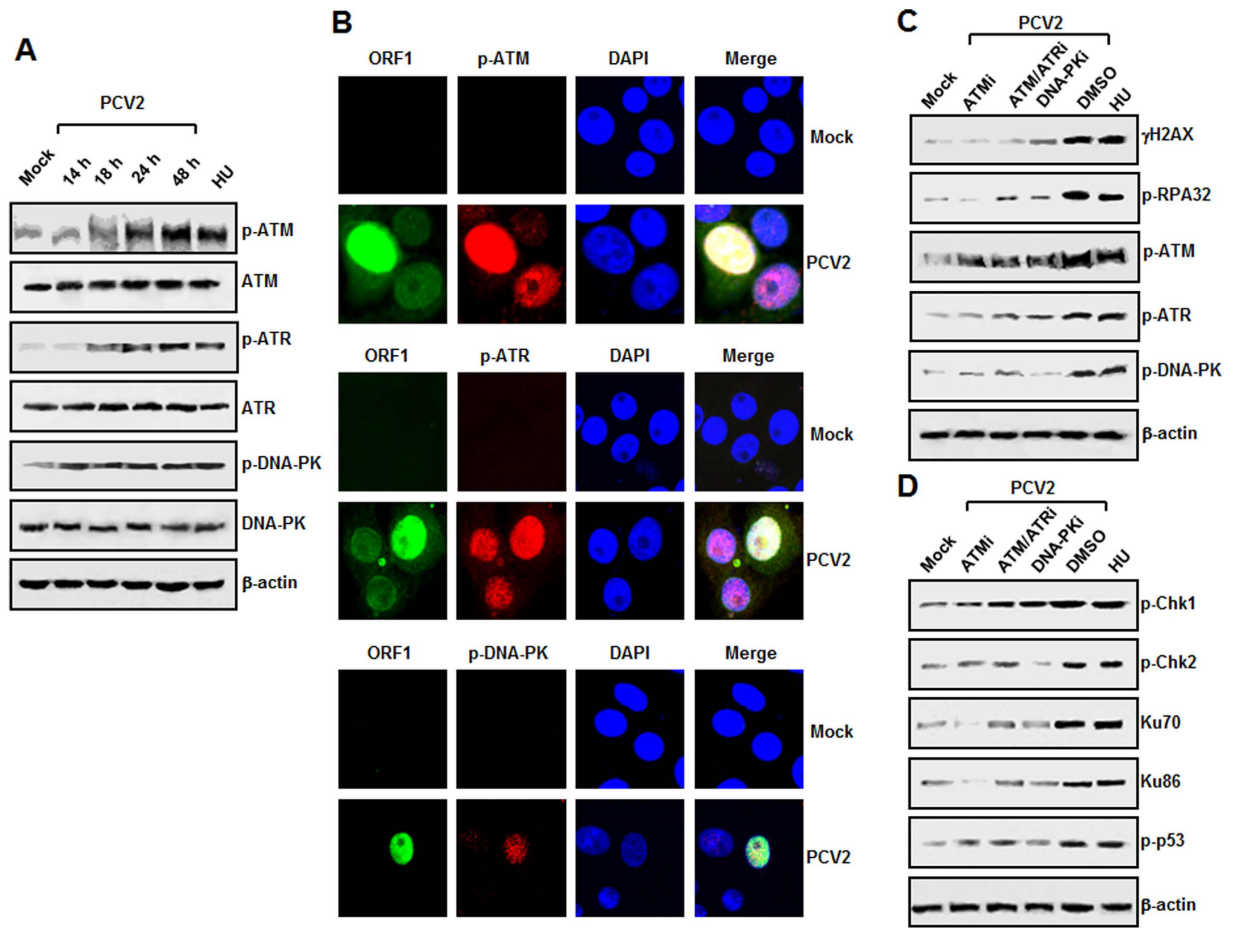 A
PCV2
Mock 14 h 18 h 24 h 48 h HU
p-ATM
ATM
p-ATR
ATR
p-DNA-PK
DNA-PK
β-actin
B
ORF1 p-ATM DAPI Merge
Mock
PCV2
ORF1 p-ATR DAPI Merge
Mock
PCV2
ORF1 p-DNA-PK DAPI Merge
Mock
PCV2
C
PCV2
Mock ATMi ATM/ATRi DNA-PKi DMSO HU
γH2AX
p-RPA32
p-ATM
p-ATR
p-DNA-PK
β-actin
D
PCV2
Mock ATMi ATM/ATRi DNA-PKi DMSO HU
p-Chk1
p-Chk2
Ku70
Ku86
p-p53
β-actin